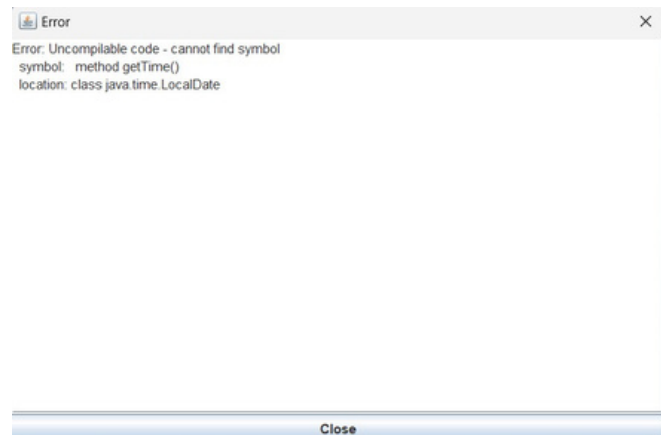 Error
Error: Uncompilable code - cannot find symbol
symbol:   method getTime()
location: class java.time.LocalDate
Close